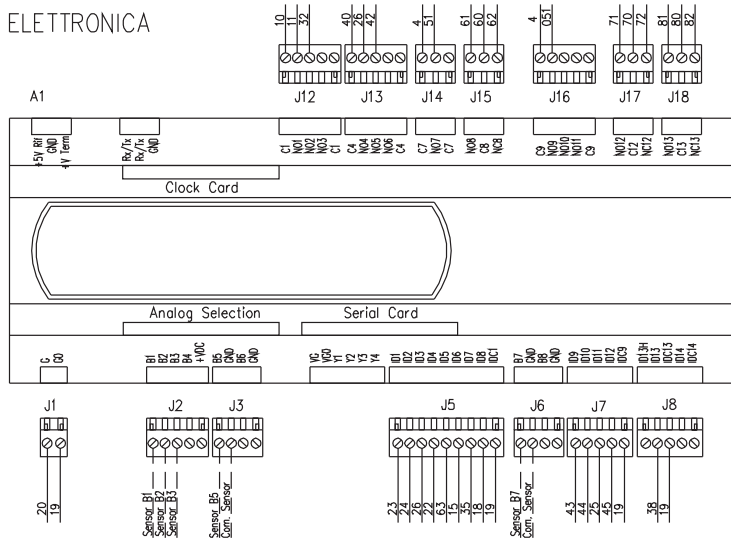 ELETTRONICA
10 11 32 40 26 42 4 51 61 60 62 4 051 71 70 72 81 80 82
J12 J13 J14 J15 J16 J17 J18
A1
+5V Rif GND +V Term Rx/Tx Rx/Tx GND C1 NO1 NO2 NO3 C1 C4 NO4 NO5 NO6 C4 C7 NO7 C7 NO8 C8 NC8 C9 NO9 NO10 NO11 C9 NO12 C12 NC12 NO13 C13 NC13
Clock Card
Analog Selection Serial Card
G G0 B1 B2 B3 B4 +VDC B5 GND B6 GND VG VG0 Y1 Y2 Y3 Y4 ID1 ID2 ID3 ID4 ID5 ID6 ID7 ID8 IDC1 B7 GND B8 GND ID9 ID10 ID11 ID12 IDC9 ID13H ID13 IDC13 ID14 IDC14
J1 J2 J3 J5 J6 J7 J8
20 19 Sensor B1 Sensor B2 Sensor B3 Sensor B5 Com. Sensor 23 24 26 22 63 15 35 18 19 Sensor B7 Com. Sensor 43 44 25 45 19 38 19